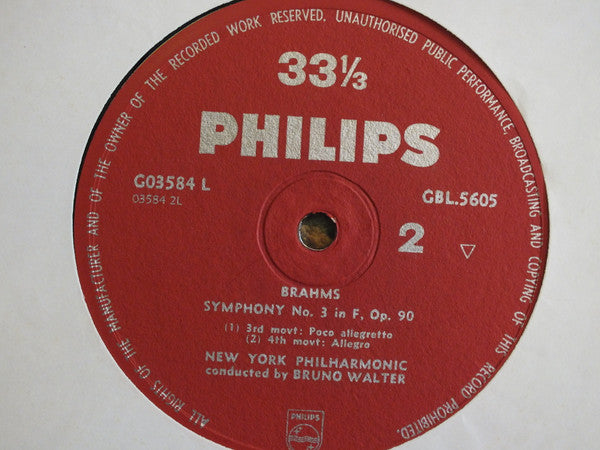 ALL RIGHTS OF THE MANUFACTURER AND OF THE OWNER OF THE RECORDED WORK RESERVED. UNAUTHORISED PUBLIC PERFORMANCE, BROADCASTING AND COPYING OF THIS RECORD PROHIBITED.
33⅓
PHILIPS
G03584 L
GBL.5605
03584 2L
2
BRAHMS
SYMPHONY No. 3 in F, Op. 90
(1) 3rd movt: Poco allegretto
(2) 4th movt: Allegro
NEW YORK PHILHARMONIC
conducted by BRUNO WALTER
PHILIPS